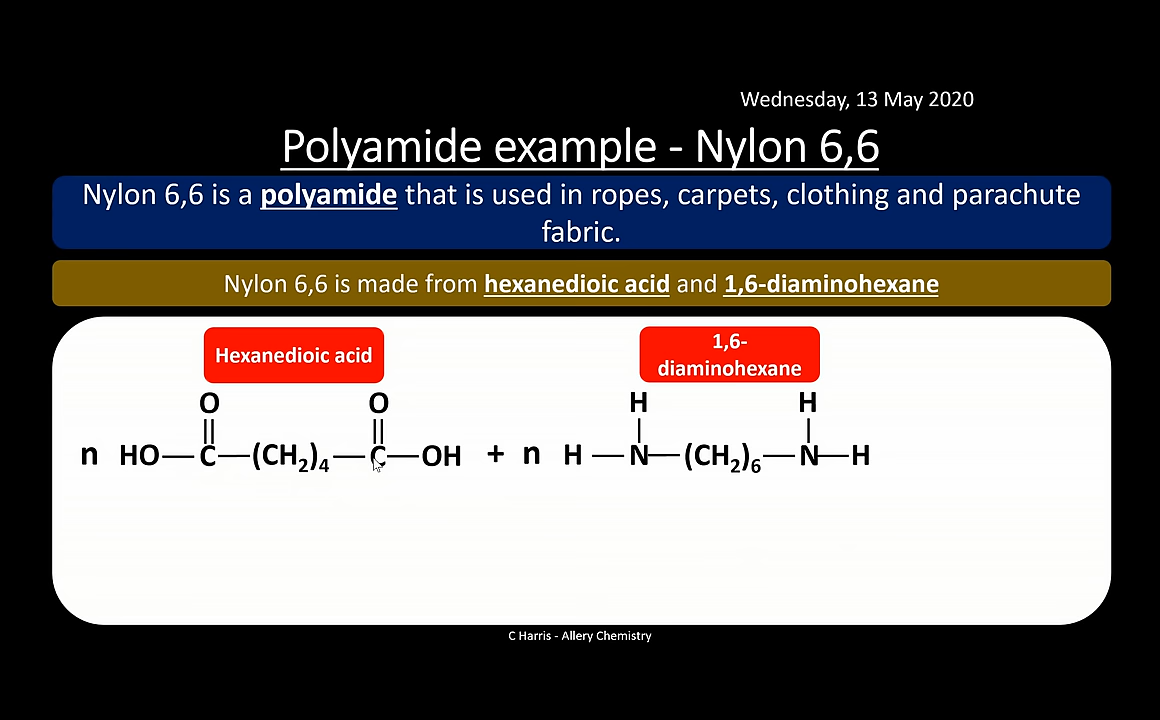 Wednesday, 13 May 2020
Polyamide example - Nylon 6,6
Nylon 6,6 is a polyamide that is used in ropes, carpets, clothing and parachute
fabric.
Nylon 6,6 is made from hexanedioic acid and 1,6-diaminohexane
Hexanedioic acid
1,6-
diaminohexane
O O H H
n HO—C—(CH₂)₄—C—OH + n H—N—(CH₂)₆—N—H
C Harris - Allery Chemistry